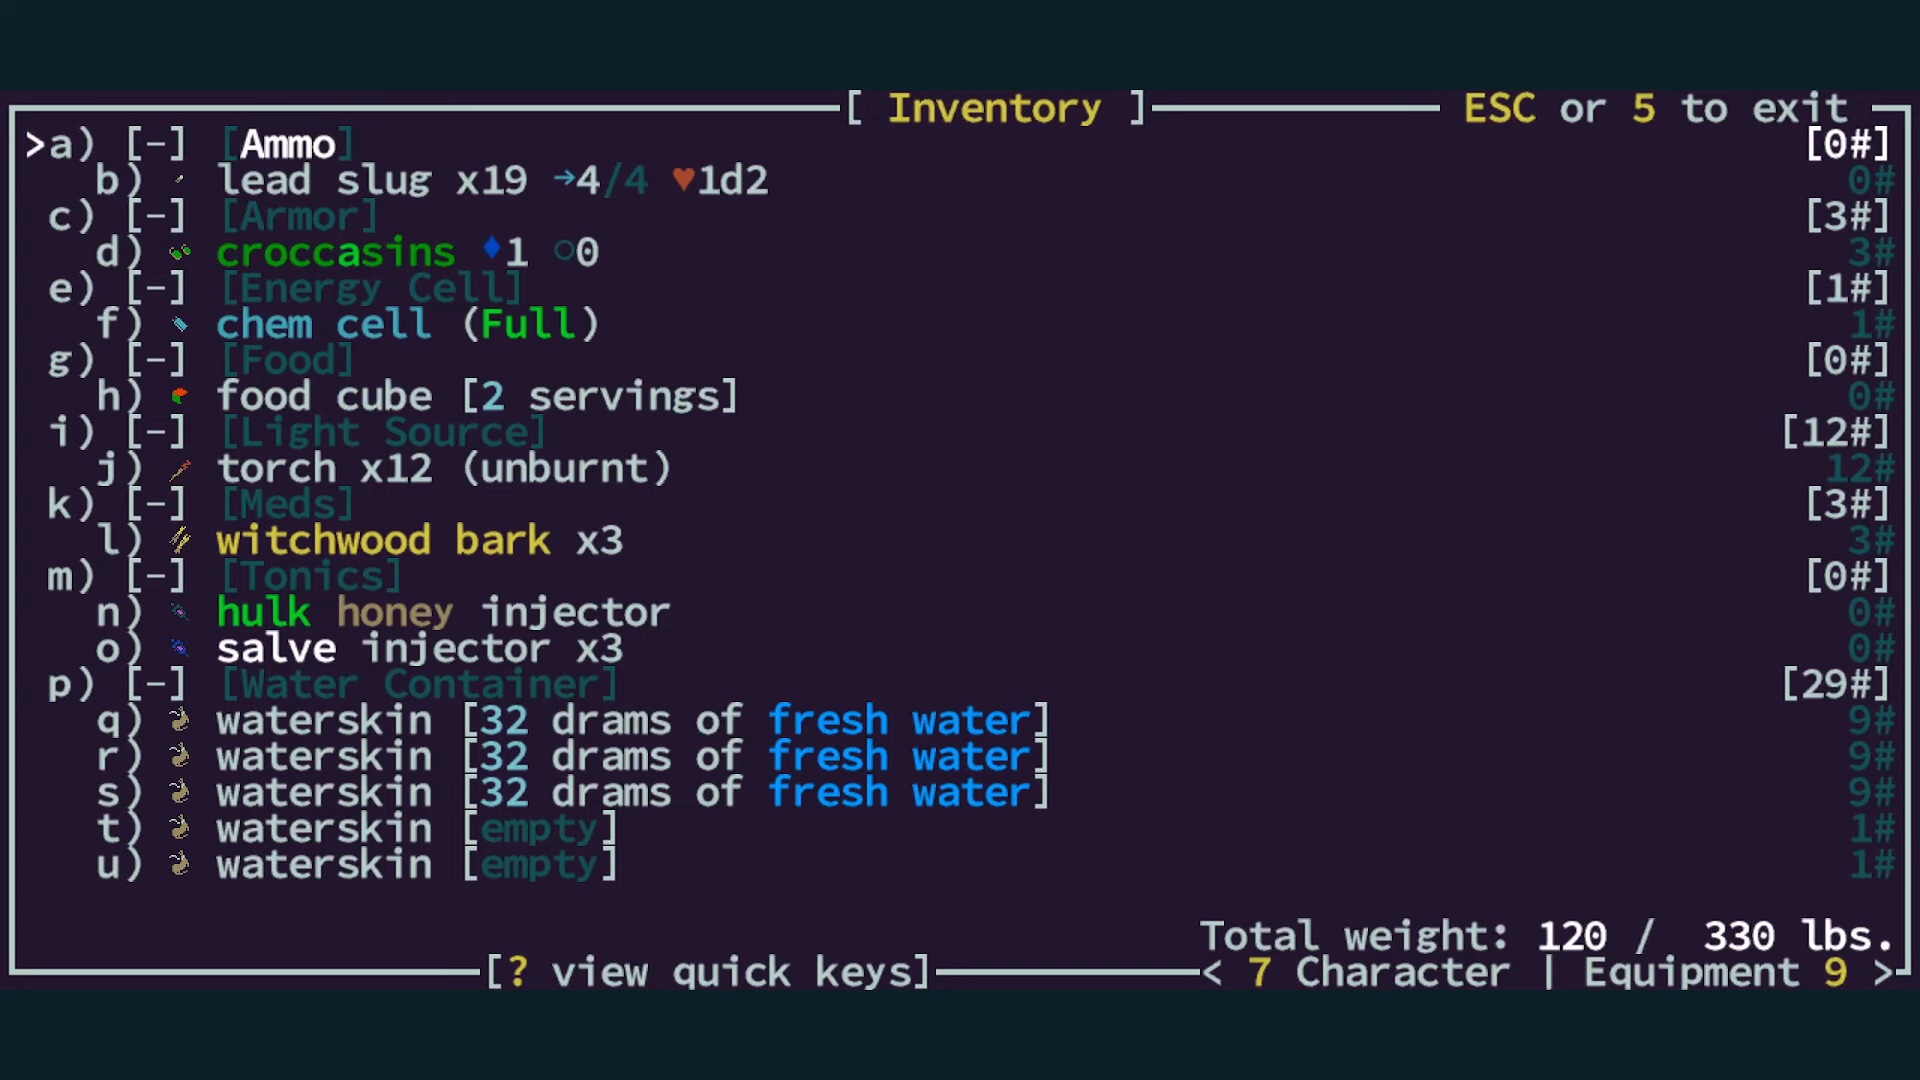 [ Inventory ] ESC or 5 to exit
>a) [-] [Ammo] [0#]
b) lead slug x19 →4/4 ♥1d2 0#
c) [-] [Armor] [3#]
d) croccasins ♦1 ○0 3#
e) [-] [Energy Cell] [1#]
f) chem cell (Full) 1#
g) [-] [Food] [0#]
h) food cube [2 servings] 0#
i) [-] [Light Source] [12#]
j) torch x12 (unburnt) 12#
k) [-] [Meds] [3#]
l) witchwood bark x3 3#
m) [-] [Tonics] [0#]
n) hulk honey injector 0#
o) salve injector x3 0#
p) [-] [Water Container] [29#]
q) waterskin [32 drams of fresh water] 9#
r) waterskin [32 drams of fresh water] 9#
s) waterskin [32 drams of fresh water] 9#
t) waterskin [empty] 1#
u) waterskin [empty] 1#
Total weight: 120 / 330 lbs.
[? view quick keys] < 7 Character | Equipment 9 >